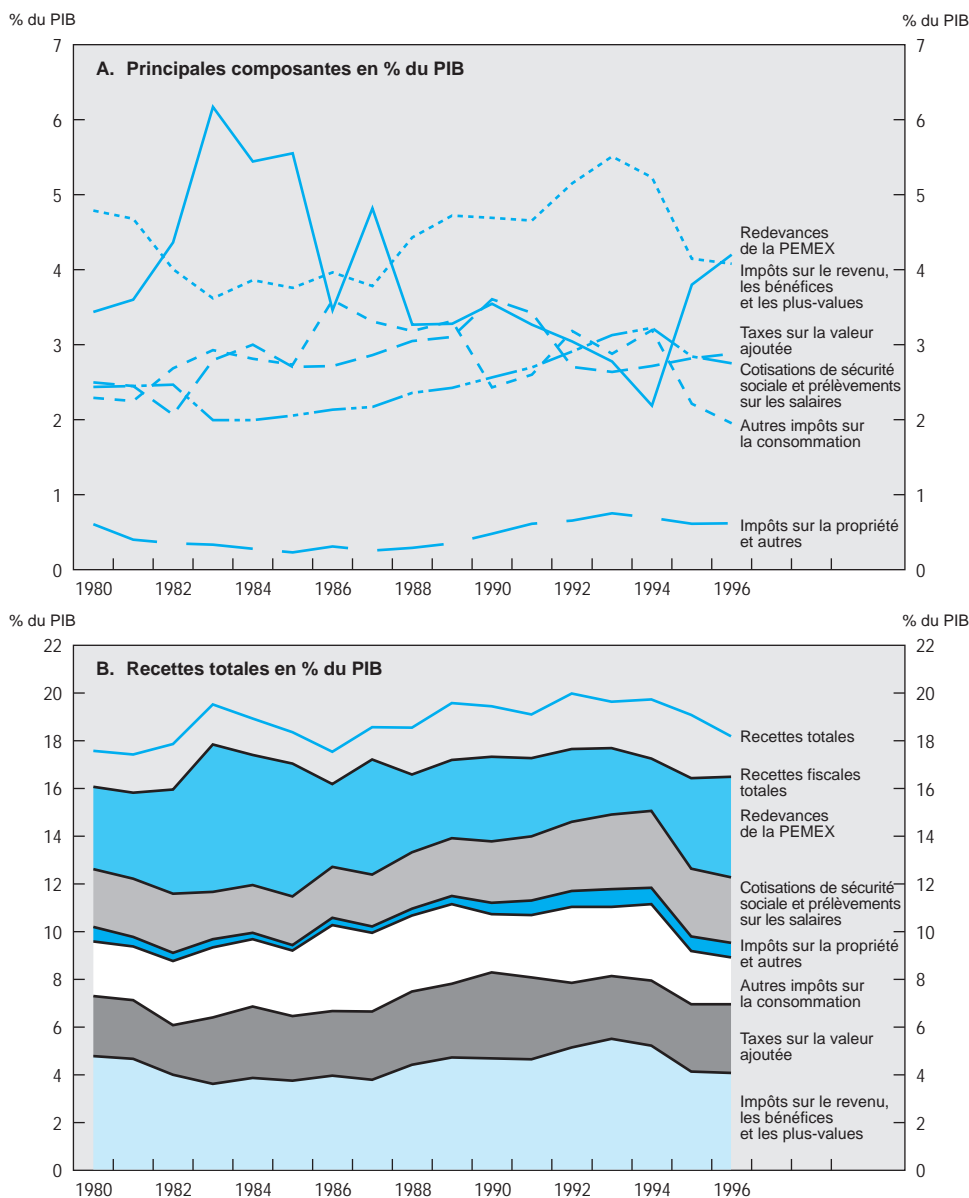 % du PIB
% du PIB
7
7
A. Principales composantes en % du PIB
6
6
5
5
Redevances
de la PEMEX
4
4
Impôts sur le revenu,
les bénéfices
et les plus-values
3
3
Taxes sur la valeur
ajoutée
Cotisations de sécurité
sociale et prélèvements
sur les salaires
2
2
Autres impôts sur
la consommation
1
1
Impôts sur la propriété
et autres
0
0
1980 1982 1984 1986 1988 1990 1992 1994 1996
% du PIB
% du PIB
22
22
B. Recettes totales en % du PIB
20
20
Recettes totales
18
18
Recettes fiscales
totales
16
16
Redevances
de la PEMEX
14
14
12
12
Cotisations de sécurité
sociale et prélèvements
sur les salaires
10
10
Impôts sur la propriété
et autres
8
8
Autres impôts sur
la consommation
6
6
Taxes sur la valeur
ajoutée
4
4
Impôts sur le revenu,
les bénéfices
et les plus-values
2
2
0
0
1980 1982 1984 1986 1988 1990 1992 1994 1996